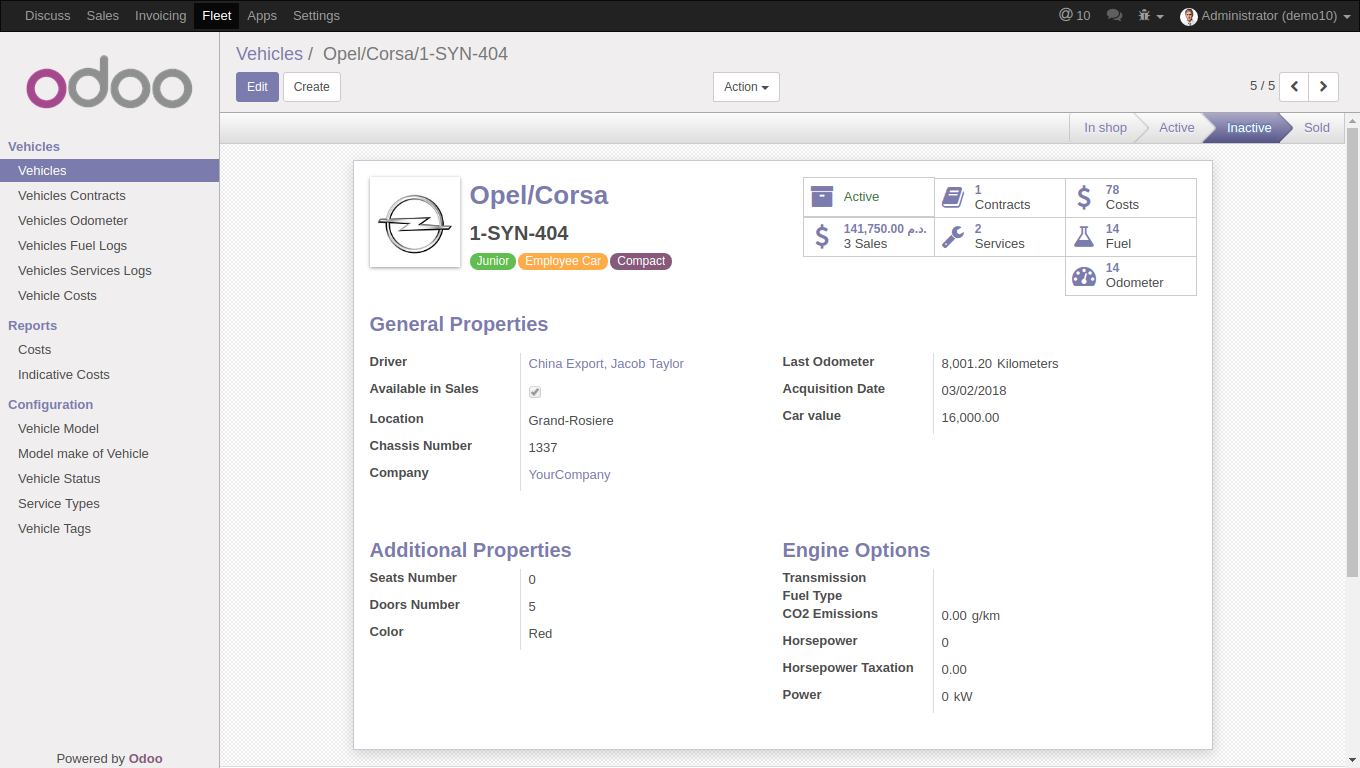 Discuss Sales Invoicing Fleet Apps Settings @ 10 Administrator (demo10)
odoo
Vehicles / Opel/Corsa/1-SYN-404
Edit Create Action 5 / 5
In shop Active Inactive Sold
Vehicles
Vehicles
Vehicles Contracts
Vehicles Odometer
Vehicles Fuel Logs
Vehicles Services Logs
Vehicle Costs
Reports
Costs
Indicative Costs
Configuration
Vehicle Model
Model make of Vehicle
Vehicle Status
Service Types
Vehicle Tags
Powered by Odoo
Opel/Corsa
1-SYN-404
Junior Employee Car Compact
Active
1
Contracts
78
Costs
141,750.00 د.م.
3 Sales
2
Services
14
Fuel
14
Odometer
General Properties
Driver China Export, Jacob Taylor
Available in Sales
Location Grand-Rosiere
Chassis Number 1337
Company YourCompany
Last Odometer 8,001.20 Kilometers
Acquisition Date 03/02/2018
Car value 16,000.00
Additional Properties
Seats Number 0
Doors Number 5
Color Red
Engine Options
Transmission
Fuel Type
CO2 Emissions 0.00 g/km
Horsepower 0
Horsepower Taxation 0.00
Power 0 kW